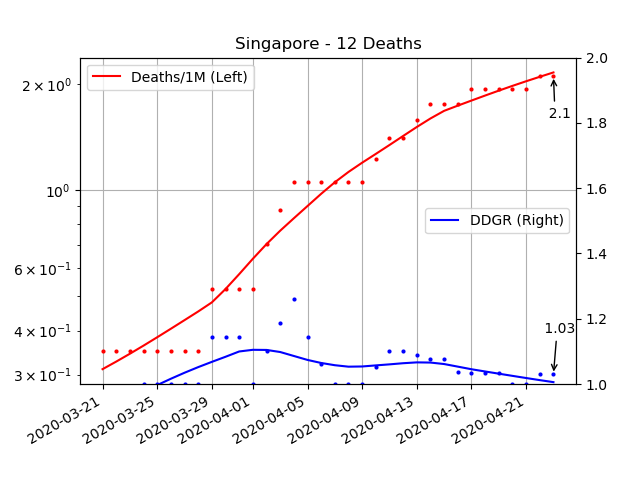 Singapore - 12 Deaths
Deaths/1M (Left)
DDGR (Right)
2 × 10⁰
10⁰
6 × 10⁻¹
4 × 10⁻¹
3 × 10⁻¹
2.0
1.8
1.6
1.4
1.2
1.0
2.1
1.03
2020-03-21
2020-03-25
2020-03-29
2020-04-01
2020-04-05
2020-04-09
2020-04-13
2020-04-17
2020-04-21